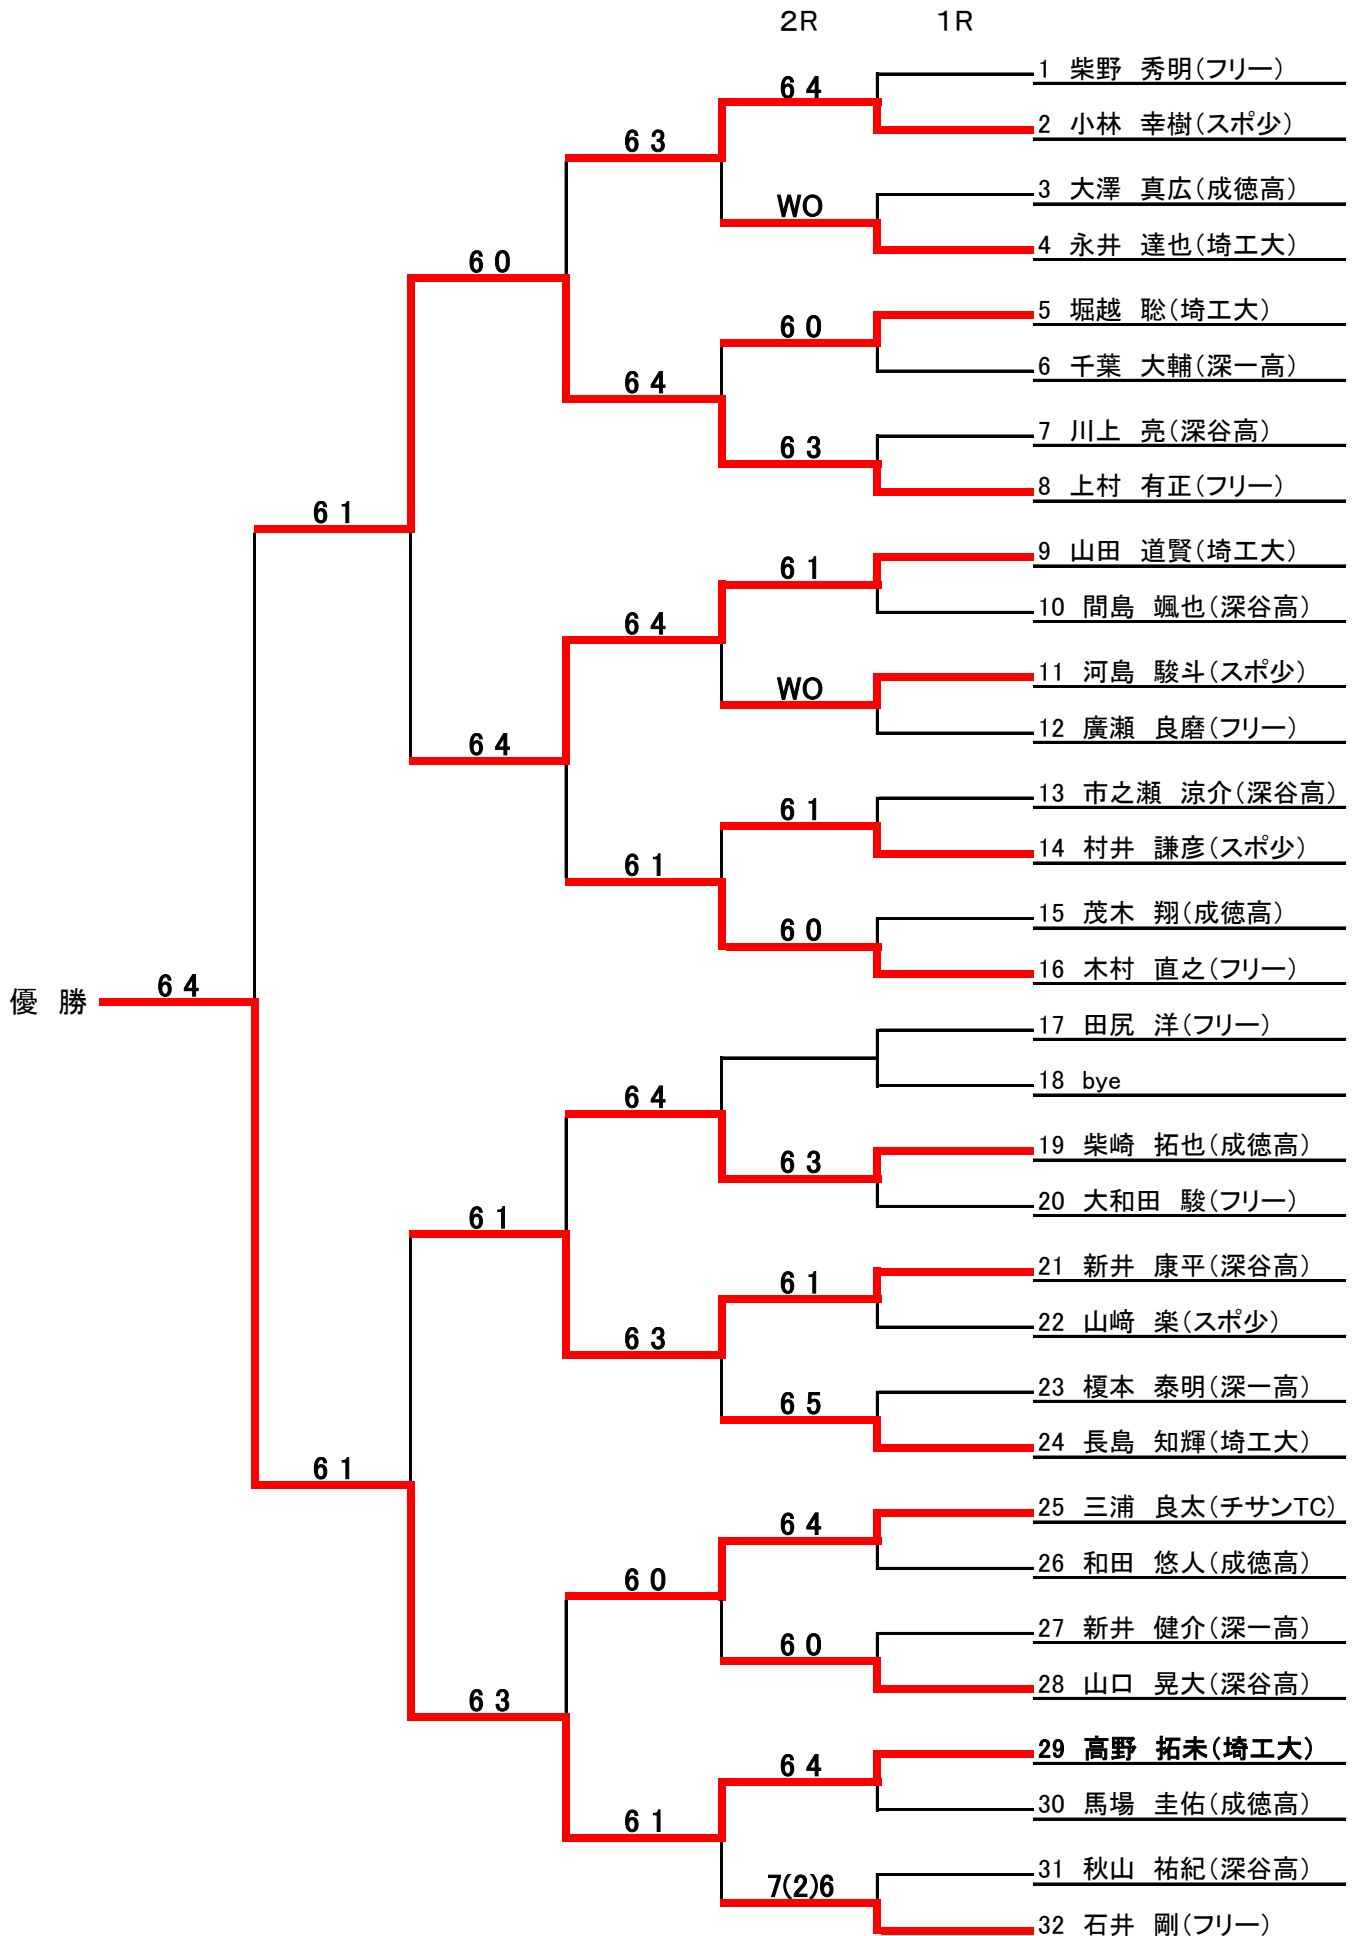 2R 1R
1 柴野 秀明(フリー)
6 4
2 小林 幸樹(スポ少)
6 3
3 大澤 真広(成徳高)
WO
4 永井 達也(埼工大)
6 0
5 堀越 聡(埼工大)
6 0
6 千葉 大輔(深一高)
6 4
7 川上 亮(深谷高)
6 3
8 上村 有正(フリー)
6 1
9 山田 道賢(埼工大)
6 1
10 間島 颯也(深谷高)
6 4
11 河島 駿斗(スポ少)
WO
12 廣瀬 良磨(フリー)
6 4
13 市之瀬 涼介(深谷高)
6 1
14 村井 謙彦(スポ少)
6 1
15 茂木 翔(成徳高)
6 0
16 木村 直之(フリー)
6 4
優 勝
17 田尻 洋(フリー)
18 bye
6 4
19 柴崎 拓也(成徳高)
6 3
20 大和田 駿(フリー)
6 1
21 新井 康平(深谷高)
6 1
22 山﨑 楽(スポ少)
6 3
23 榎本 泰明(深一高)
6 5
24 長島 知輝(埼工大)
6 1
25 三浦 良太(チサンTC)
6 4
26 和田 悠人(成徳高)
6 0
27 新井 健介(深一高)
6 0
28 山口 晃大(深谷高)
6 3
29 高野 拓未(埼工大)
6 4
30 馬場 圭佑(成徳高)
6 1
31 秋山 祐紀(深谷高)
7(2)6
32 石井 剛(フリー)